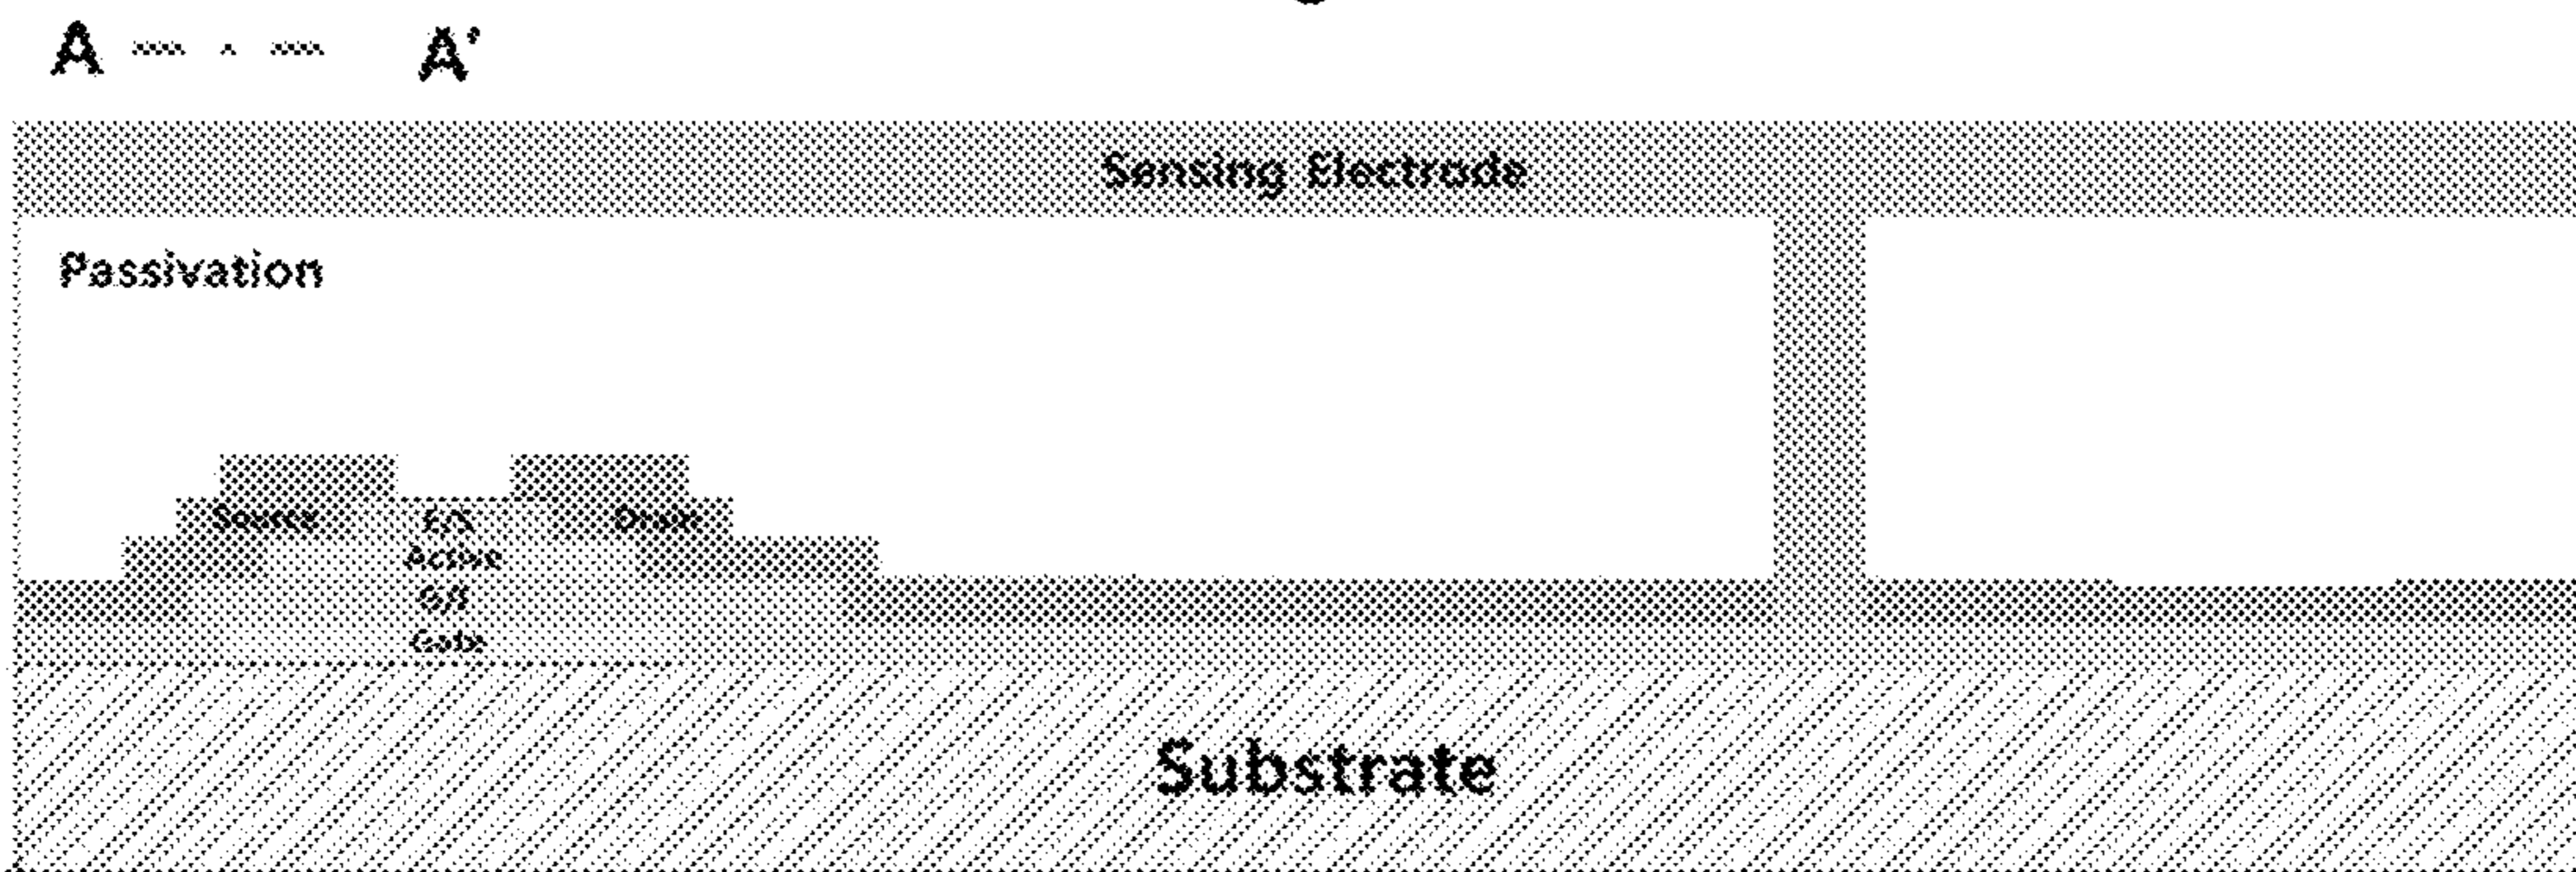 A A'
Sensing Electrode
Passivation
Source E/S Drain
Active
G/I
Gate
Substrate